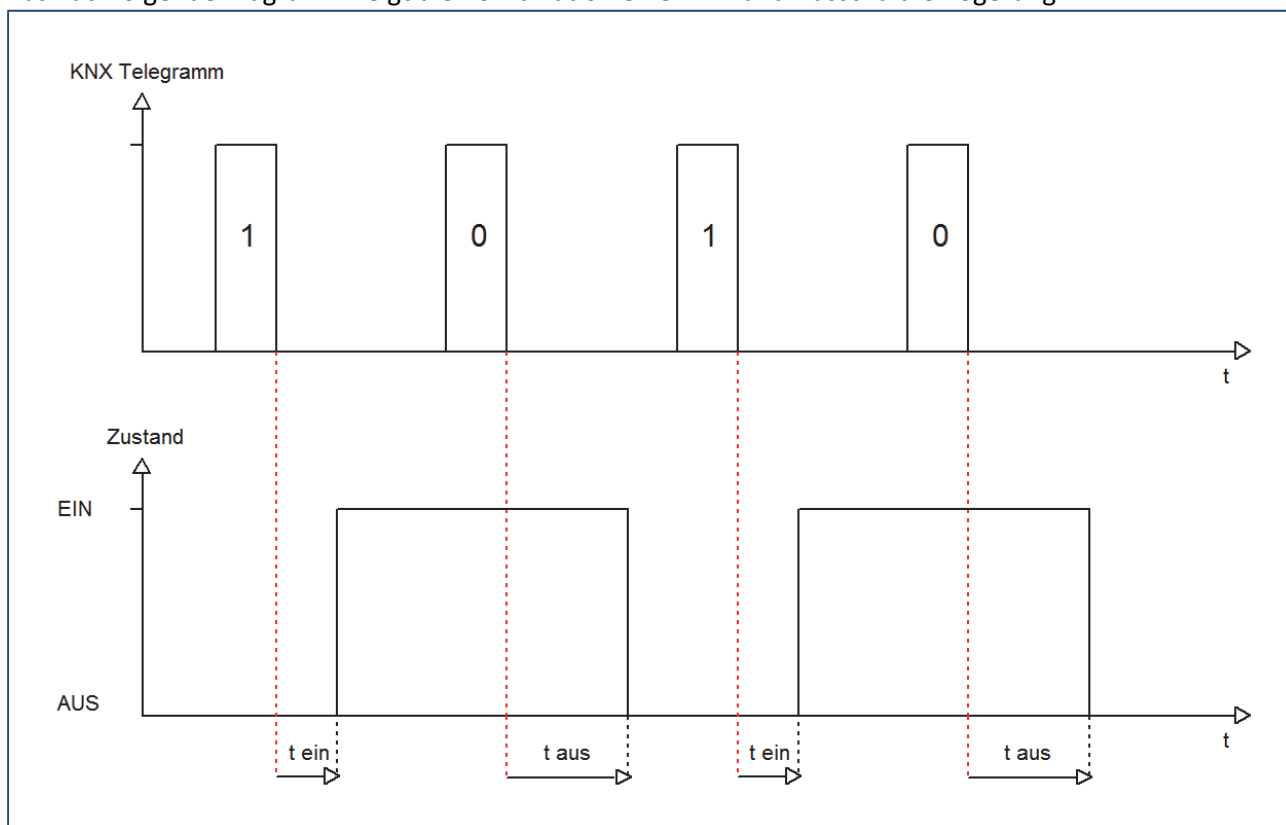 KNX Telegramm
1 0 1 0
t
Zustand
EIN
AUS
t
t ein t aus t ein t aus